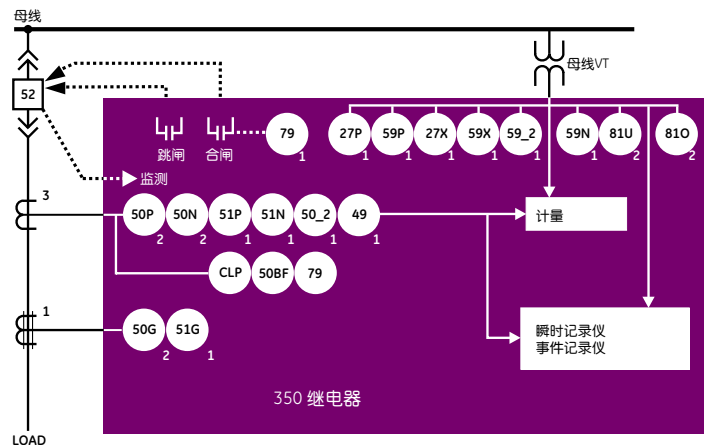 母线
母线VT
52
79
1
27P
1
59P
1
27X
1
59X
1
59_2
1
59N
1
81U
2
81O
2
跳闸
合闸
监测
3
50P
2
50N
2
51P
1
51N
1
50_2
1
49
1
计量
CLP
50BF
79
1
50G
2
51G
1
瞬时记录仪
事件记录仪
350 继电器
LOAD